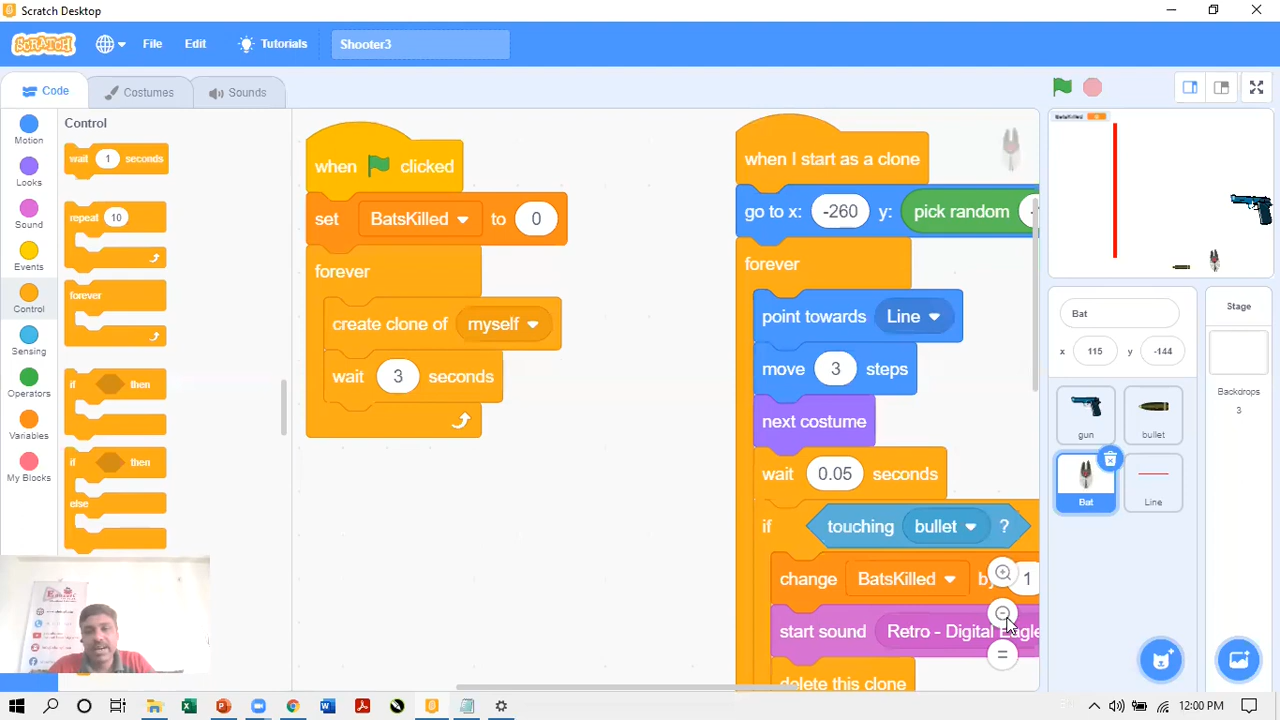 Scratch Desktop
SCRATCH File Edit Tutorials Shooter3
Code Costumes Sounds
Motion
Looks
Sound
Events
Control
Sensing
Operators
Variables
My Blocks
Control
wait 1 seconds
repeat 10
forever
if then
if then
else
when clicked
set BatsKilled to 0
forever
create clone of myself
wait 3 seconds
when I start as a clone
go to x: -260 y: pick random
forever
point towards Line
move 3 steps
next costume
wait 0.05 seconds
if touching bullet ?
change BatsKilled by 1
start sound Retro - Digital Eagle
delete this clone
BatsKilled
Bat
x 115 y -144
gun
bullet
Bat
Line
Stage
Backdrops
3
12:00 PM